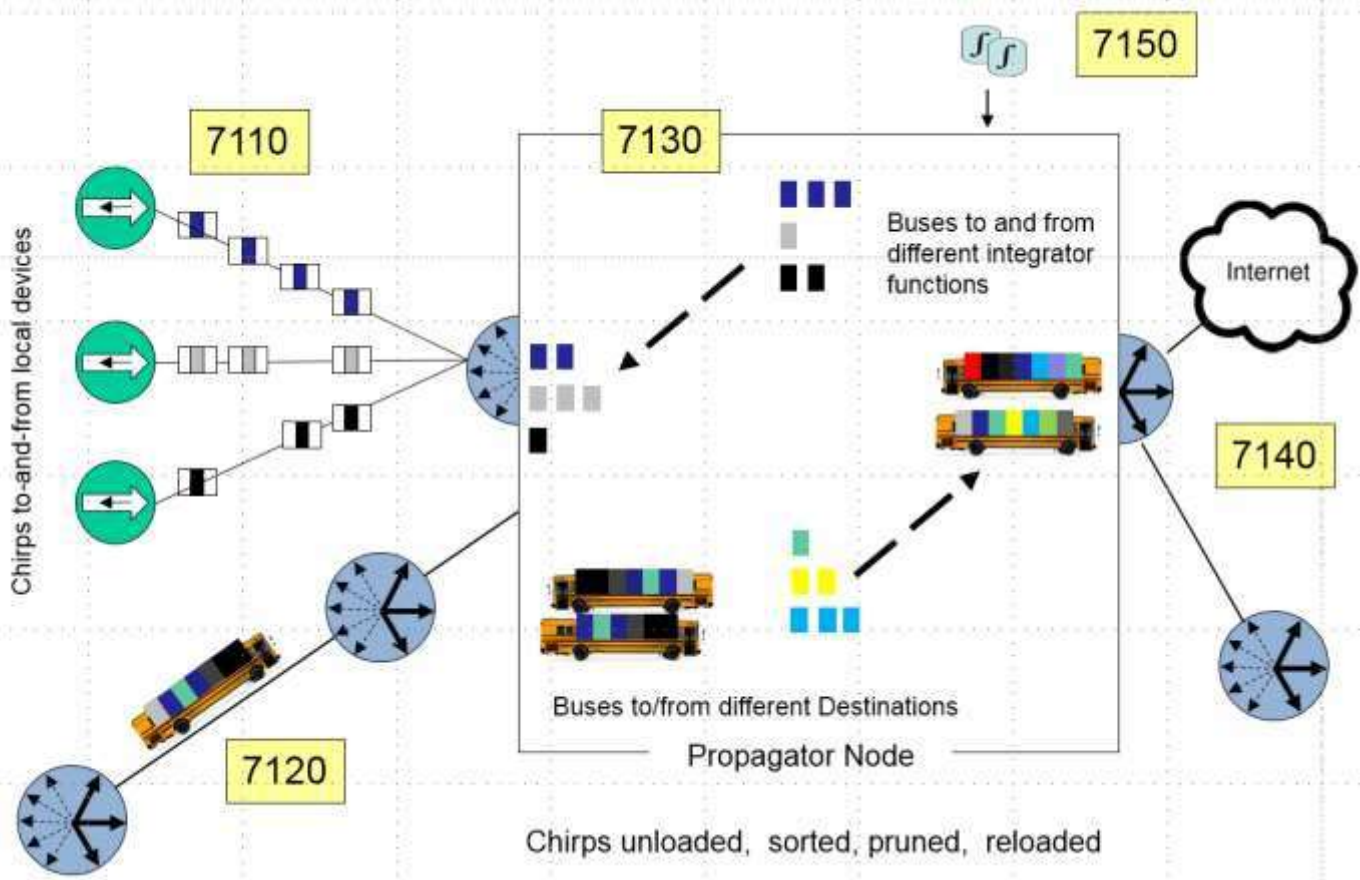 7150
7110
7130
Chirps to-and-from local devices
Buses to and from
different integrator
functions
Internet
7140
Buses to/from different Destinations
Propagator Node
7120
Chirps unloaded, sorted, pruned, reloaded
∫ ∫